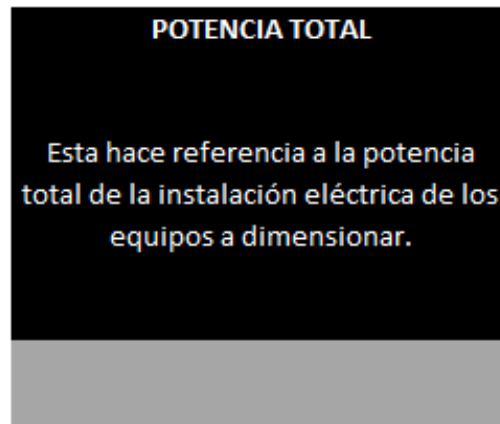 POTENCIA TOTAL
Esta hace referencia a la potencia
total de la instalación eléctrica de los
equipos a dimensionar.